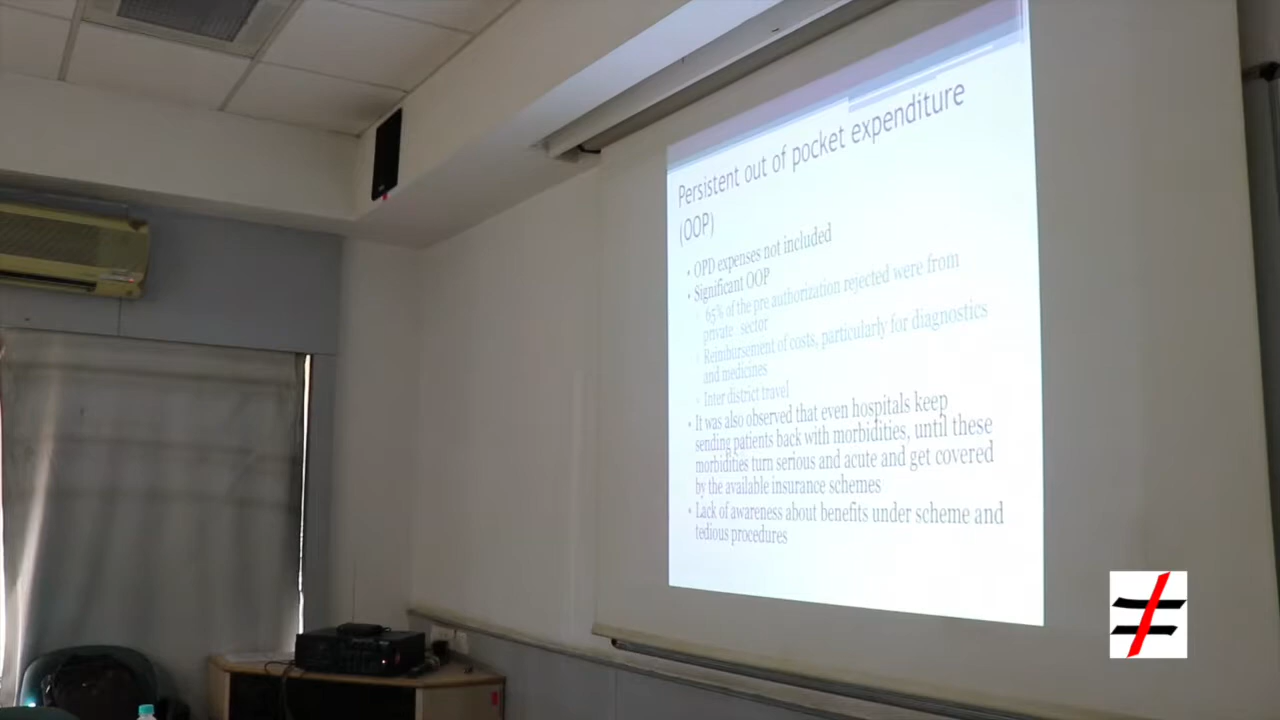 Persistent out of pocket expenditure
(OOP)
• OPD expenses not included
• Significant OOP
65% of the pre authorization rejected were from
private sector
Reimbursement of costs, particularly for diagnostics
and medicines
Inter district travel
• It was also observed that even hospitals keep
sending patients back with morbidities, until these
morbidities turn serious and acute and get covered
by the available insurance schemes
• Lack of awareness about benefits under scheme and
tedious procedures